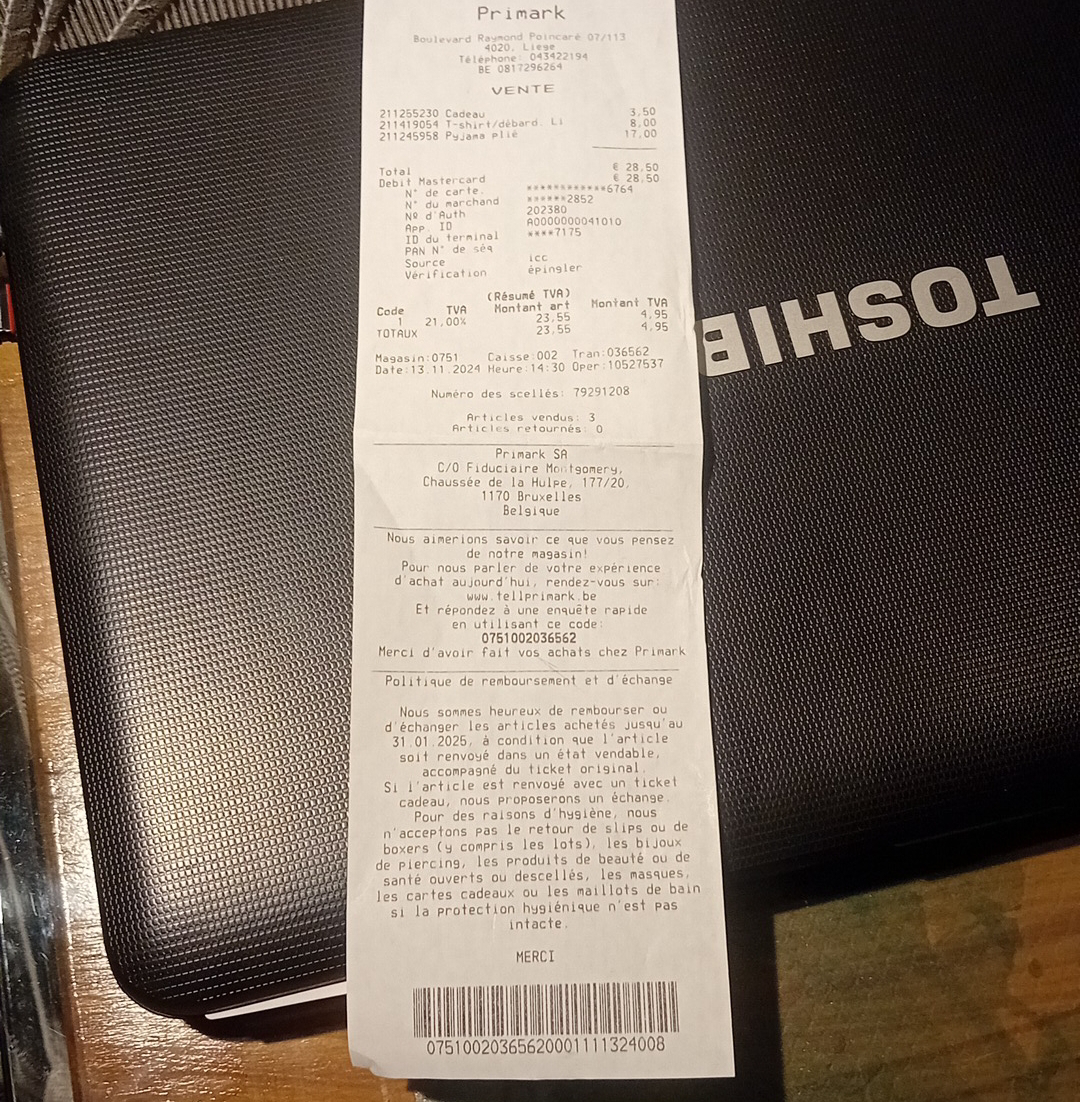 Primark
Boulevard Raymond Poincaré 07/113
4020, Liege
Téléphone: 043422194
BE 0817296264
VENTE
211255230 Cadeau 3,50
211419054 T-shirt/débard. Li 8,00
211245958 Pyjama plié 17,00
Total € 28,50
Debit Mastercard € 28,50
N° de carte. ************6764
N° du marchand ******2852
Nº d'Auth 202380
App. ID A0000000041010
ID du terminal ****7175
PAN N° de séq
Source icc
Vérification épingler
(Résumé TVA)
Code TVA Montant art Montant TVA
1 21,00% 23,55 4,95
TOTAUX 23,55 4,95
Magasin:0751 Caisse:002 Tran:036562
Date:13.11.2024 Heure:14:30 Oper:10527537
Numéro des scellés: 79291208
Articles vendus: 3
Articles retournés: 0
Primark SA
C/O Fiduciaire Montgomery,
Chaussée de la Hulpe, 177/20,
1170 Bruxelles
Belgique
Nous aimerions savoir ce que vous pensez
de notre magasin!
Pour nous parler de votre expérience
d'achat aujourd'hui, rendez-vous sur:
www.tellprimark.be
Et répondez à une enquête rapide
en utilisant ce code:
0751002036562
Merci d'avoir fait vos achats chez Primark
Politique de remboursement et d'échange
Nous sommes heureux de rembourser ou
d'échanger les articles achetés jusqu'au
31.01.2025, à condition que l'article
soit renvoyé dans un état vendable,
accompagné du ticket original.
Si l'article est renvoyé avec un ticket
cadeau, nous proposerons un échange.
Pour des raisons d'hygiène, nous
n'acceptons pas le retour de slips ou de
boxers (y compris les lots), les bijoux
de piercing, les produits de beauté ou de
santé ouverts ou descellés, les masques,
les cartes cadeaux ou les maillots de bain
si la protection hygiénique n'est pas
intacte.
MERCI
07510020365620001111324008
TOSHIB